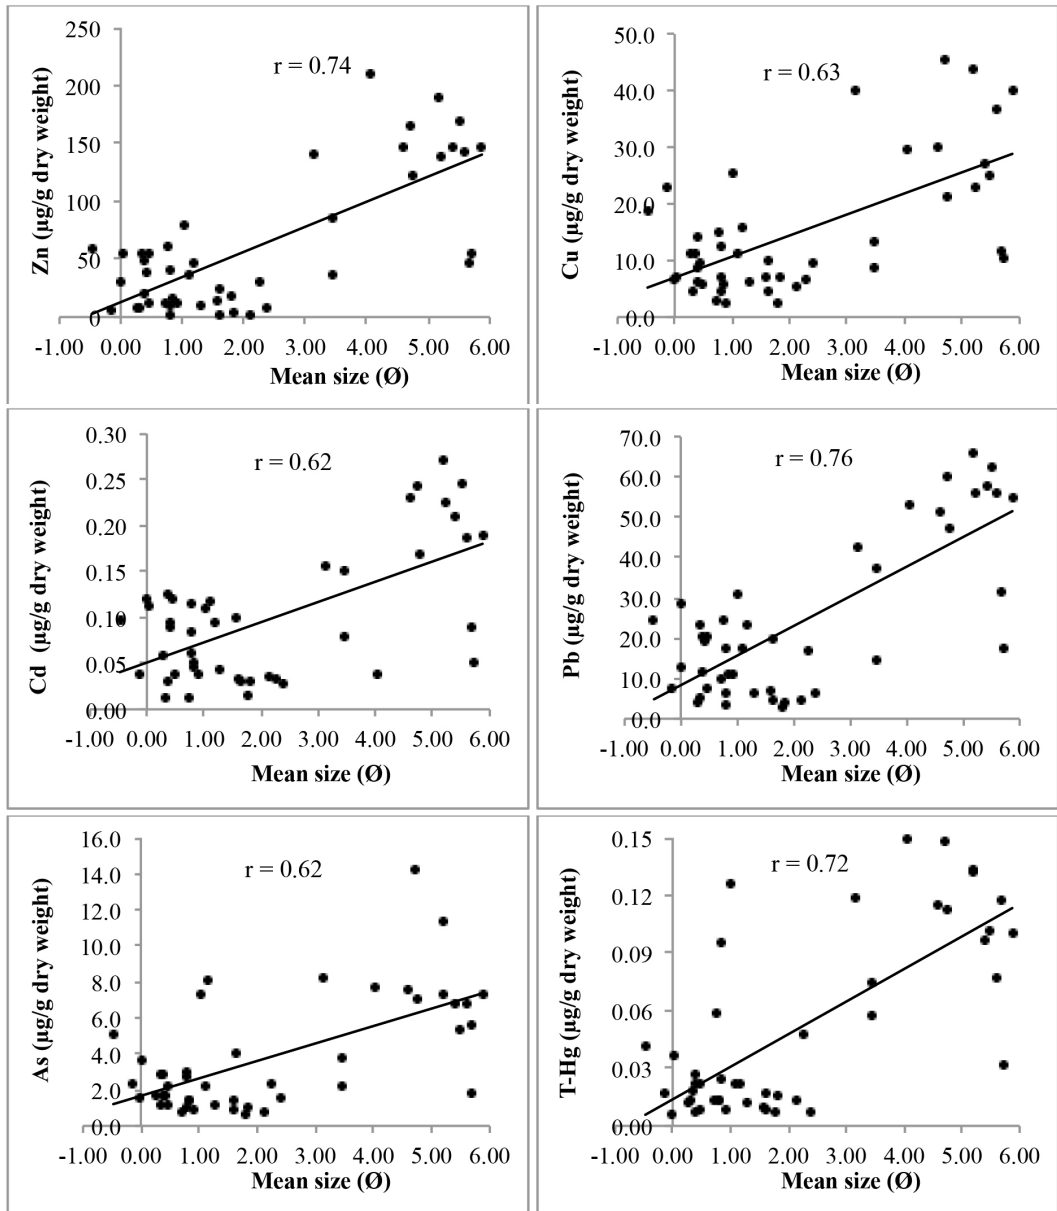 250
200
150
100
50
0
Zn (µg/g dry weight)
r = 0.74
-1.00 0.00 1.00 2.00 3.00 4.00 5.00 6.00
Mean size (Ø)
50.0
40.0
30.0
20.0
10.0
0.0
Cu (µg/g dry weight)
r = 0.63
-1.00 0.00 1.00 2.00 3.00 4.00 5.00 6.00
Mean size (Ø)
0.30
0.25
0.20
0.15
0.10
0.05
0.00
Cd (µg/g dry weight)
r = 0.62
-1.00 0.00 1.00 2.00 3.00 4.00 5.00 6.00
Mean size (Ø)
70.0
60.0
50.0
40.0
30.0
20.0
10.0
0.0
Pb (µg/g dry weight)
r = 0.76
-1.00 0.00 1.00 2.00 3.00 4.00 5.00 6.00
Mean size (Ø)
16.0
14.0
12.0
10.0
8.0
6.0
4.0
2.0
0.0
As (µg/g dry weight)
r = 0.62
-1.00 0.00 1.00 2.00 3.00 4.00 5.00 6.00
Mean size (Ø)
0.15
0.12
0.09
0.06
0.03
0.00
T-Hg (µg/g dry weight)
r = 0.72
-1.00 0.00 1.00 2.00 3.00 4.00 5.00 6.00
Mean size (Ø)